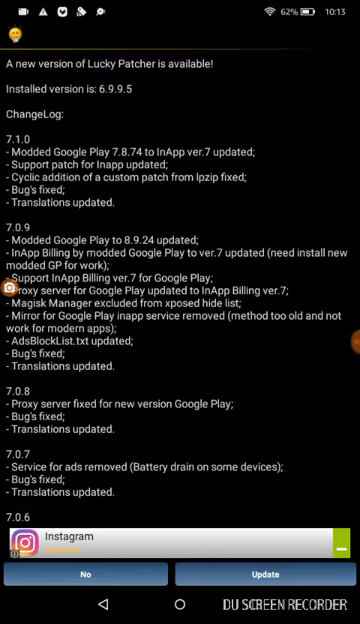 62% 10:13
A new version of Lucky Patcher is available!
Installed version is: 6.9.9.5
ChangeLog:
7.1.0
- Modded Google Play 7.8.74 to InApp ver.7 updated;
- Support patch for Inapp updated;
- Cyclic addition of a custom patch from lpzip fixed;
- Bug's fixed;
- Translations updated.
7.0.9
- Modded Google Play to 8.9.24 updated;
- InApp Billing by modded Google Play to ver.7 updated (need install new
modded GP for work);
- Support InApp Billing ver.7 for Google Play;
Proxy server for Google Play updated to InApp Billing ver.7;
- Magisk Manager excluded from xposed hide list;
- Mirror for Google Play inapp service removed (method too old and not
work for modern apps);
- AdsBlockList.txt updated;
- Bug's fixed;
- Translations updated.
7.0.8
- Proxy server fixed for new version Google Play;
- Bug's fixed;
- Translations updated.
7.0.7
- Service for ads removed (Battery drain on some devices);
- Bug's fixed;
- Translations updated.
7.0.6
Instagram
No Update
DU SCREEN RECORDER